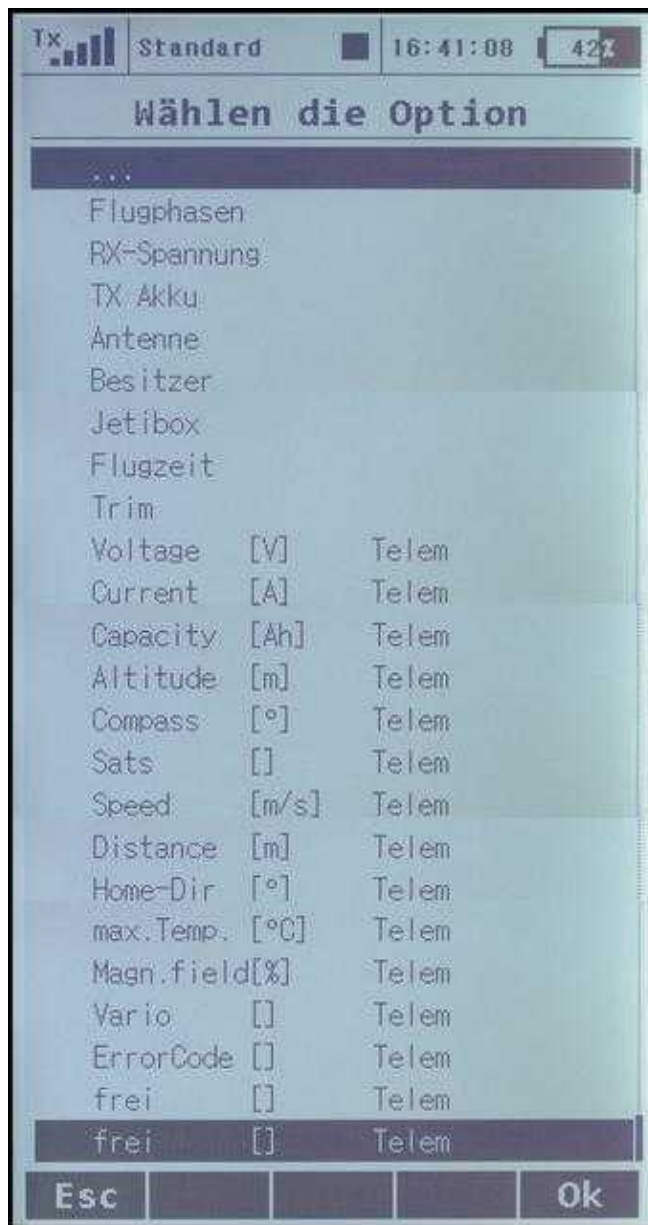 Tx Standard 16:41:08 42%
Wählen die Option
...
Flugphasen
RX-Spannung
TX Akku
Antenne
Besitzer
Jetibox
Flugzeit
Trim
Voltage [V] Telem
Current [A] Telem
Capacity [Ah] Telem
Altitude [m] Telem
Compass [°] Telem
Sats [] Telem
Speed [m/s] Telem
Distance [m] Telem
Home-Dir [°] Telem
max.Temp. [°C] Telem
Magn.field[%] Telem
Vario [] Telem
ErrorCode [] Telem
frei [] Telem
frei [] Telem
Esc Ok